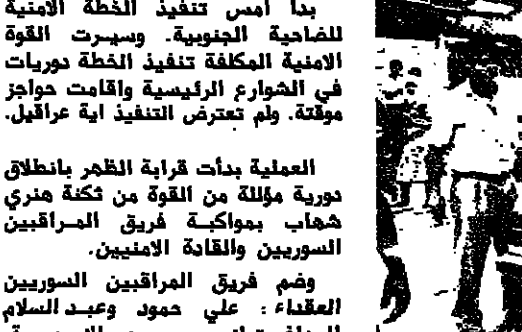 بدأ امس تنفيذ الخطة الامنية
للضاحية الجنوبية. وسيرت القوة
الامنية المكلفة تنفيذ الخطة دوريات
في الشوارع الرئيسية واقامت حواجز
موقتة. ولم تعترض التنفيذ اية عراقيل.
العملية بدأت قرابة الظهر بانطلاق
دورية مؤللة من القوة من ثكنة هنري
شهاب بمواكبة فريق المراقبين
السوريين والقادة الامنيين.
وضم فريق المراقبين السوريين
العقداء : علي حمود وعبد السلام